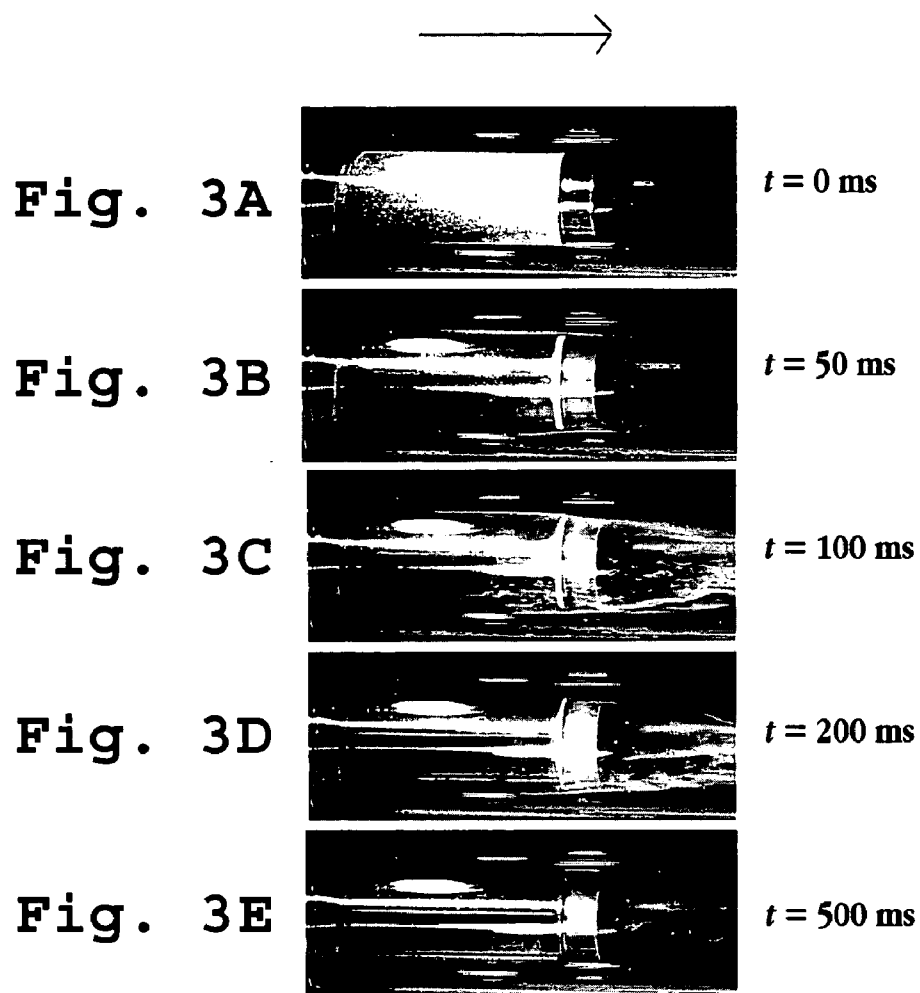 Fig. 3A
t = 0 ms
Fig. 3B
t = 50 ms
Fig. 3C
t = 100 ms
Fig. 3D
t = 200 ms
Fig. 3E
t = 500 ms